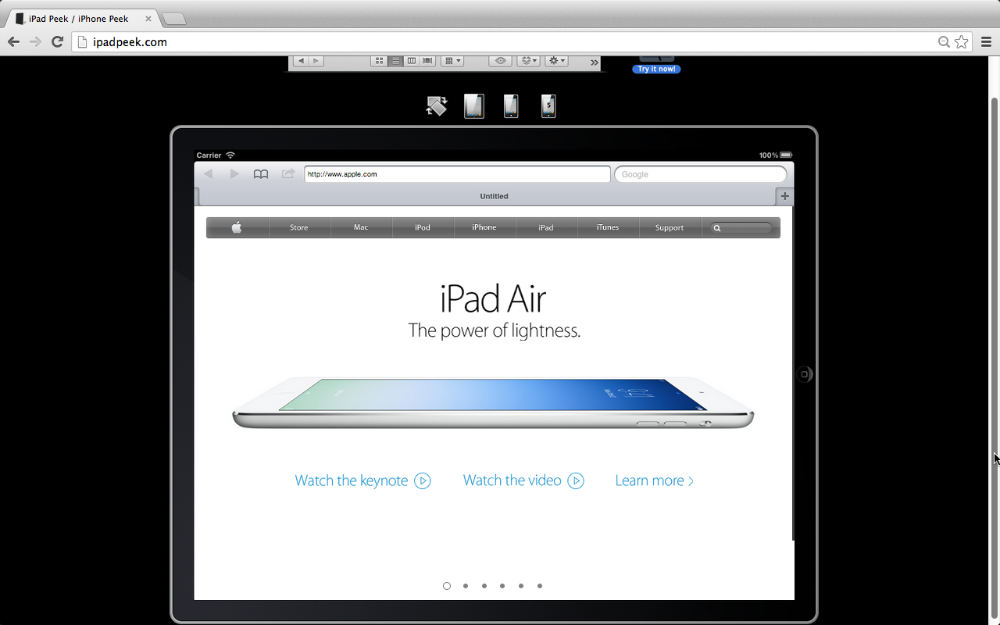 iPad Peek / iPhone Peek
ipadpeek.com
Try it now!
5
Carrier 100%
http://www.apple.com Google
Untitled
Store Mac iPod iPhone iPad iTunes Support
iPad Air
The power of lightness.
Watch the keynote Watch the video Learn more